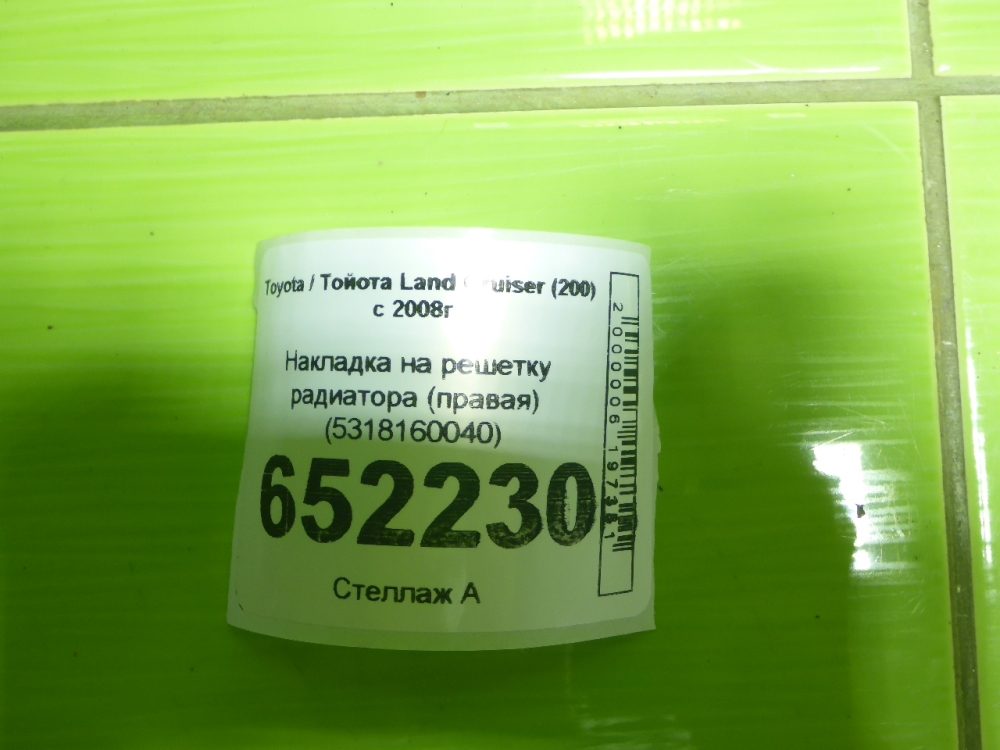 Toyota / Тойота Land Cruiser (200)
с 2008г
Накладка на решетку
радиатора (правая)
(5318160040)
652230
Стеллаж А